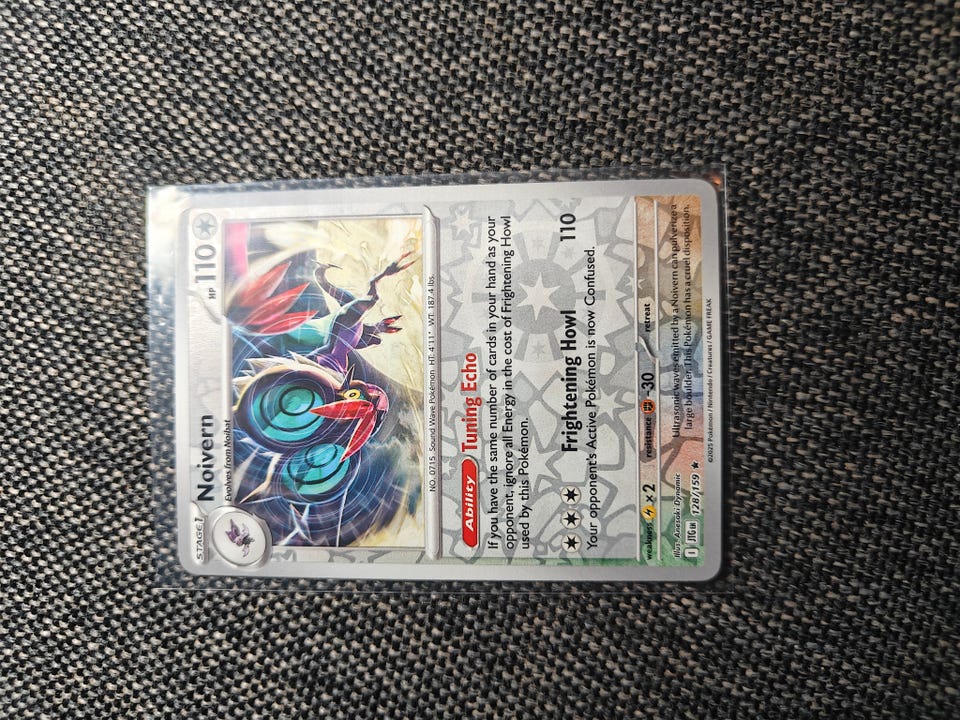 STAGE 1
Noivern
HP 110
Evolves from Noibat
NO. 0715 Sound Wave Pokémon HT: 4'11" WT: 187.4 lbs.
Ability Tuning Echo
If you have the same number of cards in your hand as your
opponent, ignore all Energy in the cost of Frightening Howl
used by this Pokémon.
Frightening Howl 110
Your opponent's Active Pokémon is now Confused.
weakness ×2 resistance -30 retreat
Illus. Anesaki Dynamic
I JTG EN 128/159 ★
Ultrasonic waves emitted by a Noivern can pulverize a
large boulder. This Pokémon has a cruel disposition.
©2025 Pokémon / Nintendo / Creatures / GAME FREAK